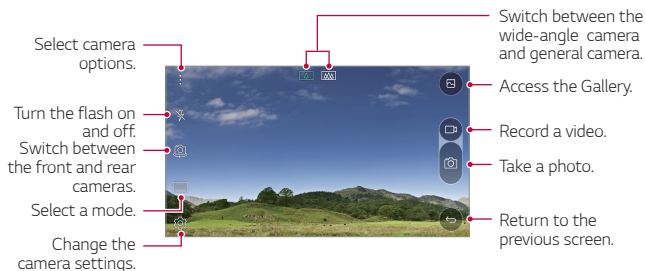 Select camera
options.
Turn the flash on
and off.
Switch between
the front and rear
cameras.
Select a mode.
Change the
camera settings.
Switch between the
wide-angle camera
and general camera.
Access the Gallery.
Record a video.
Take a photo.
Return to the
previous screen.